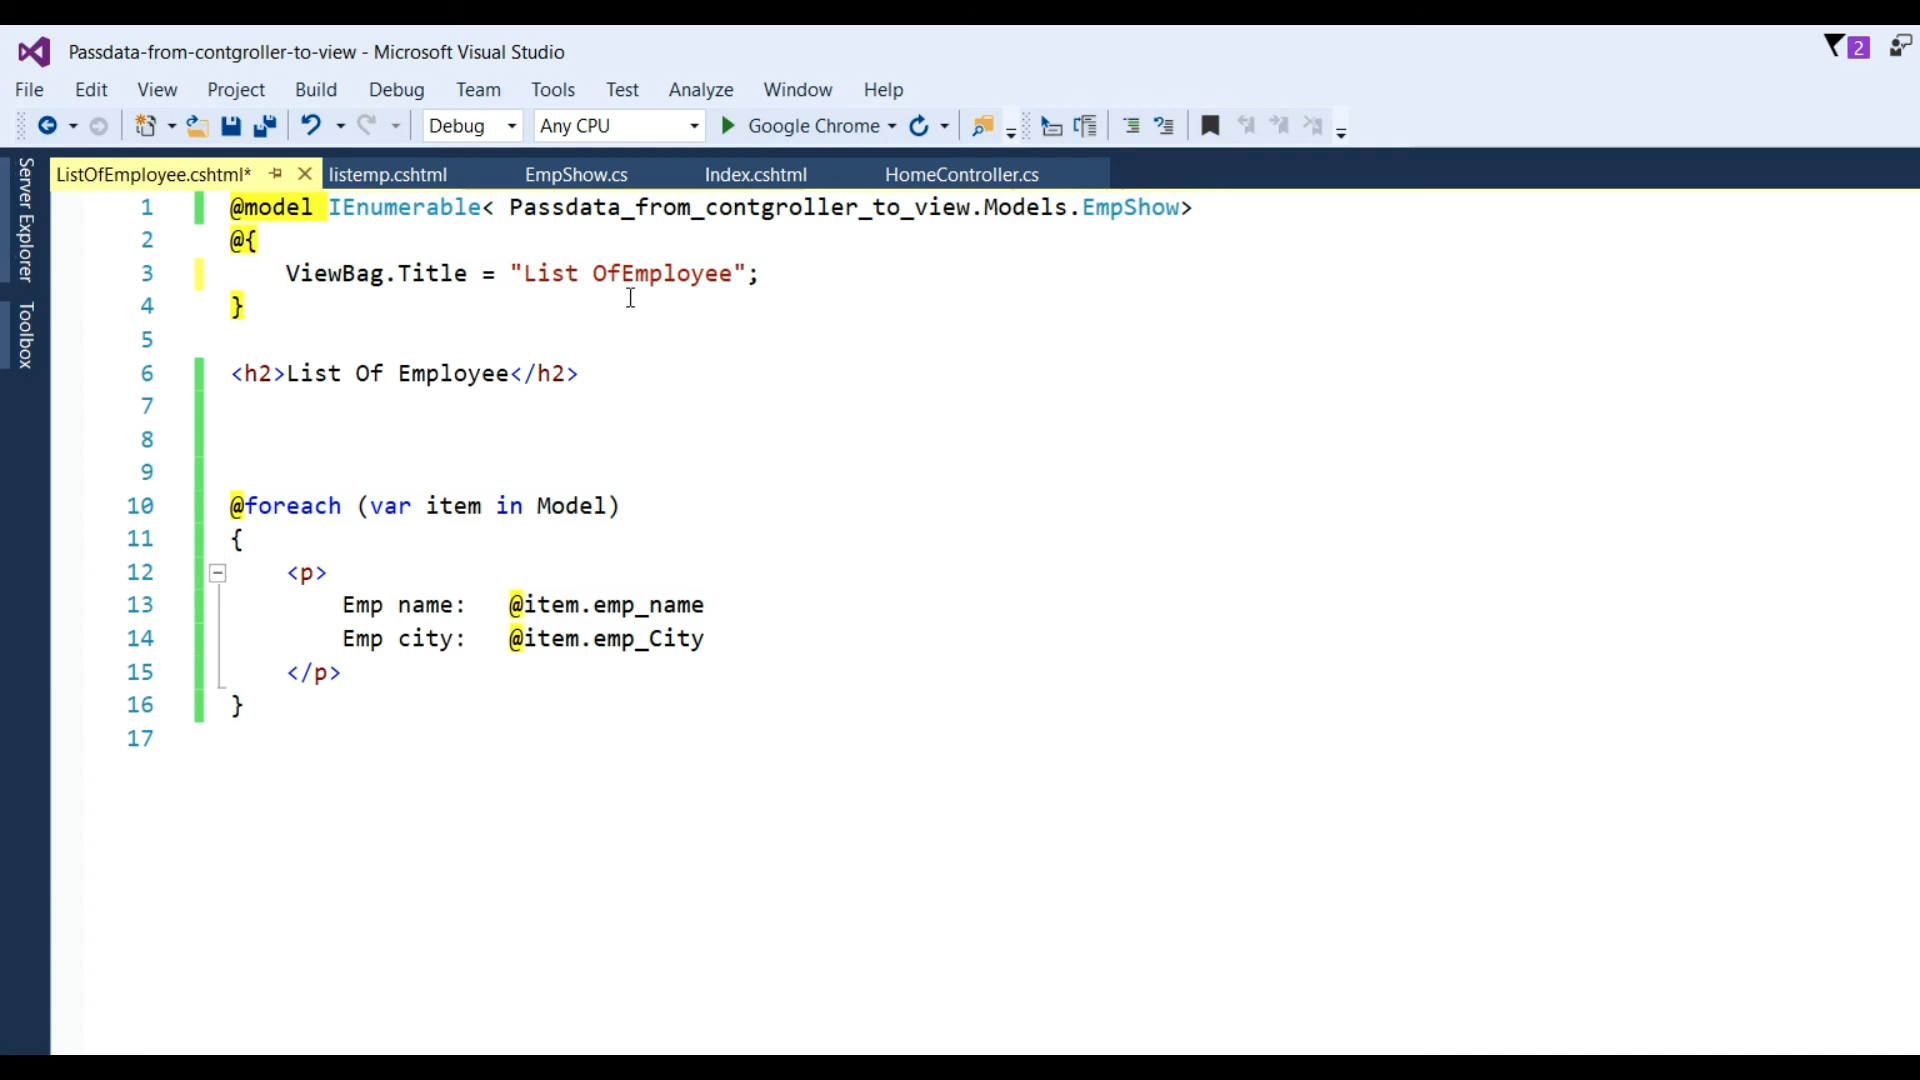 Passdata-from-contgroller-to-view - Microsoft Visual Studio
2
File Edit View Project Build Debug Team Tools Test Analyze Window Help
Debug Any CPU Google Chrome
Server Explorer
Toolbox
ListOfEmployee.cshtml* listemp.cshtml EmpShow.cs Index.cshtml HomeController.cs
1 @model IEnumerable< Passdata_from_contgroller_to_view.Models.EmpShow>
2 @{
3 ViewBag.Title = "List OfEmployee";
4 }
5
6 <h2>List Of Employee</h2>
7
8
9
10 @foreach (var item in Model)
11 {
12 <p>
13 Emp name: @item.emp_name
14 Emp city: @item.emp_City
15 </p>
16 }
17